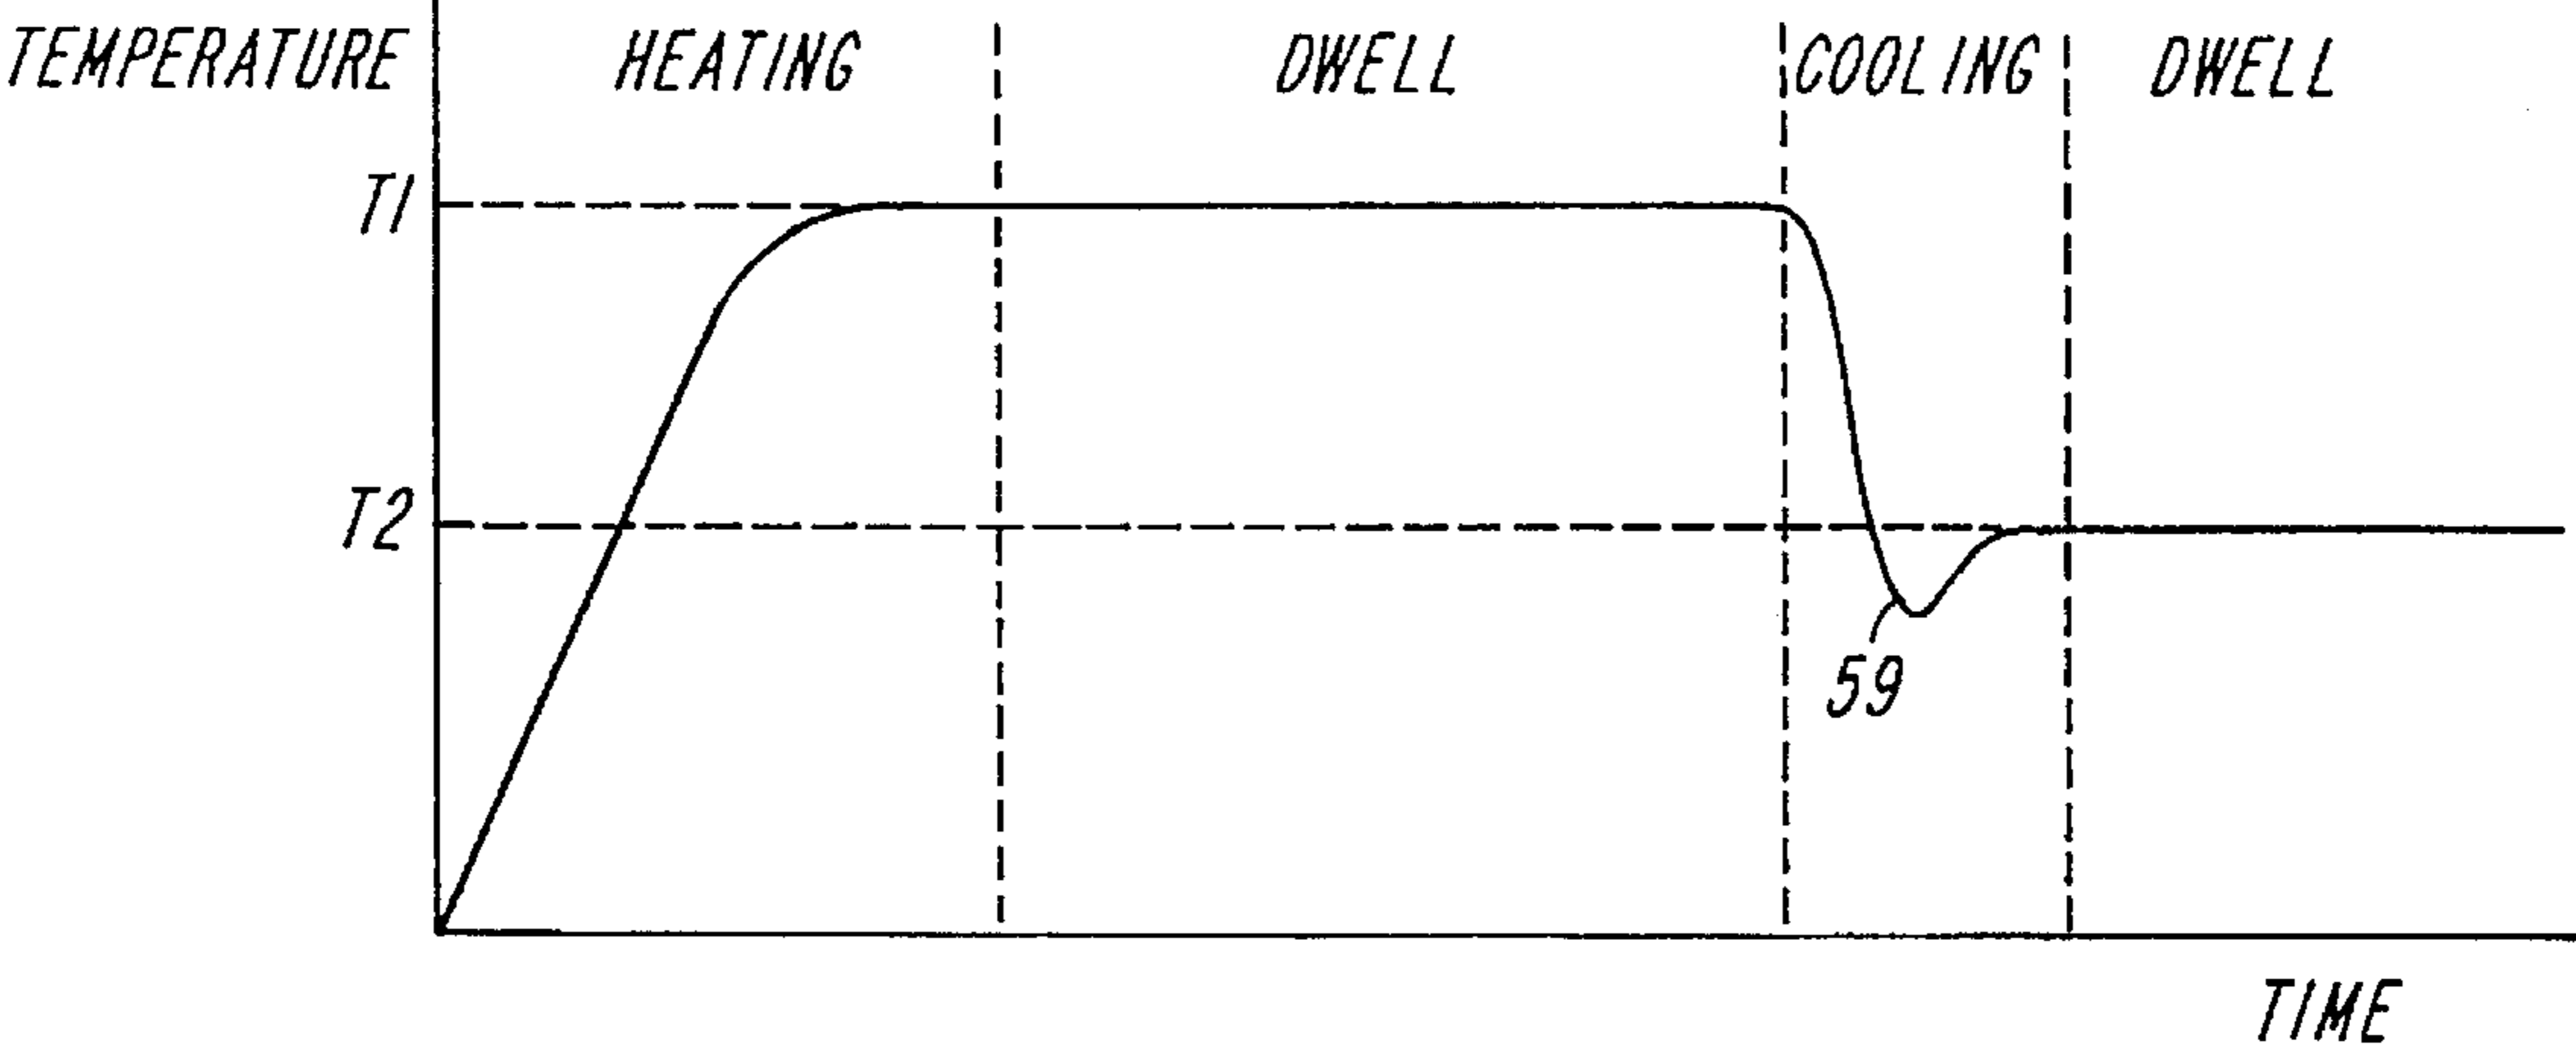 TEMPERATURE
HEATING
DWELL
COOLING
DWELL
T1
T2
59
TIME